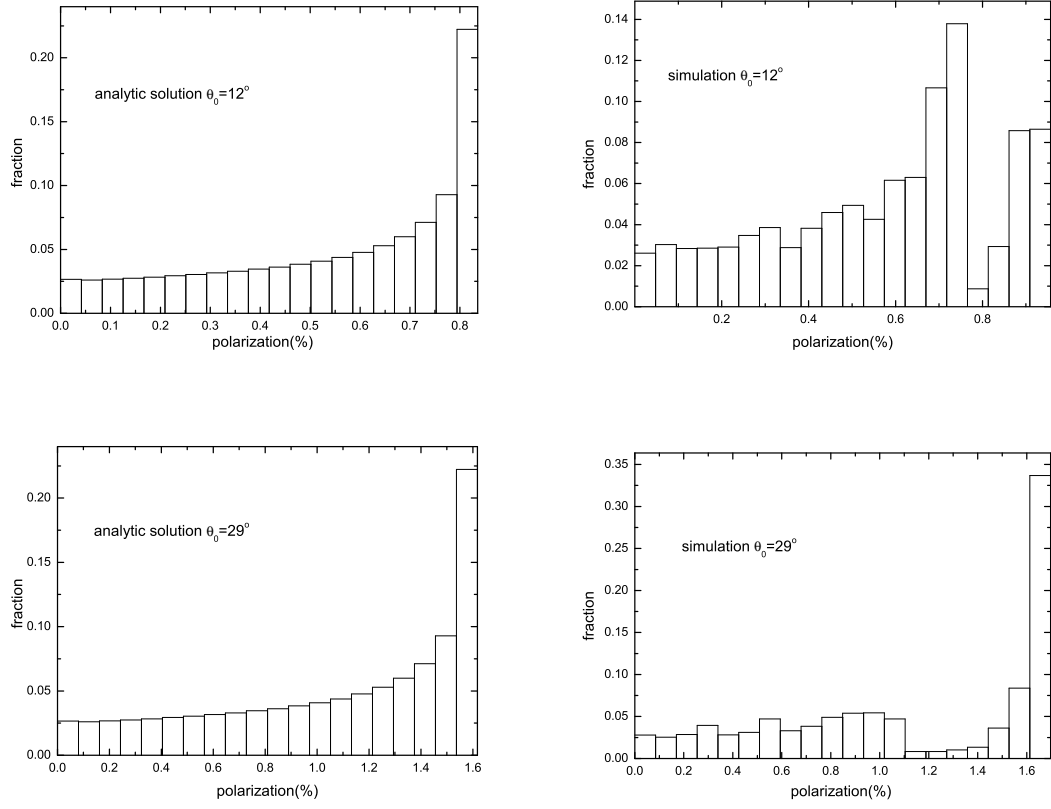 0.20
0.15
0.10
0.05
0.00
fraction
analytic solution θ₀=12°
0.0 0.1 0.2 0.3 0.4 0.5 0.6 0.7 0.8
polarization(%)
0.14
0.12
0.10
0.08
0.06
0.04
0.02
0.00
fraction
simulation θ₀=12°
0.2 0.4 0.6 0.8
polarization(%)
0.20
0.15
0.10
0.05
0.00
fraction
analytic solution θ₀=29°
0.0 0.2 0.4 0.6 0.8 1.0 1.2 1.4 1.6
polarization(%)
0.35
0.30
0.25
0.20
0.15
0.10
0.05
0.00
fraction
simulation θ₀=29°
0.0 0.2 0.4 0.6 0.8 1.0 1.2 1.4 1.6
polarization(%)